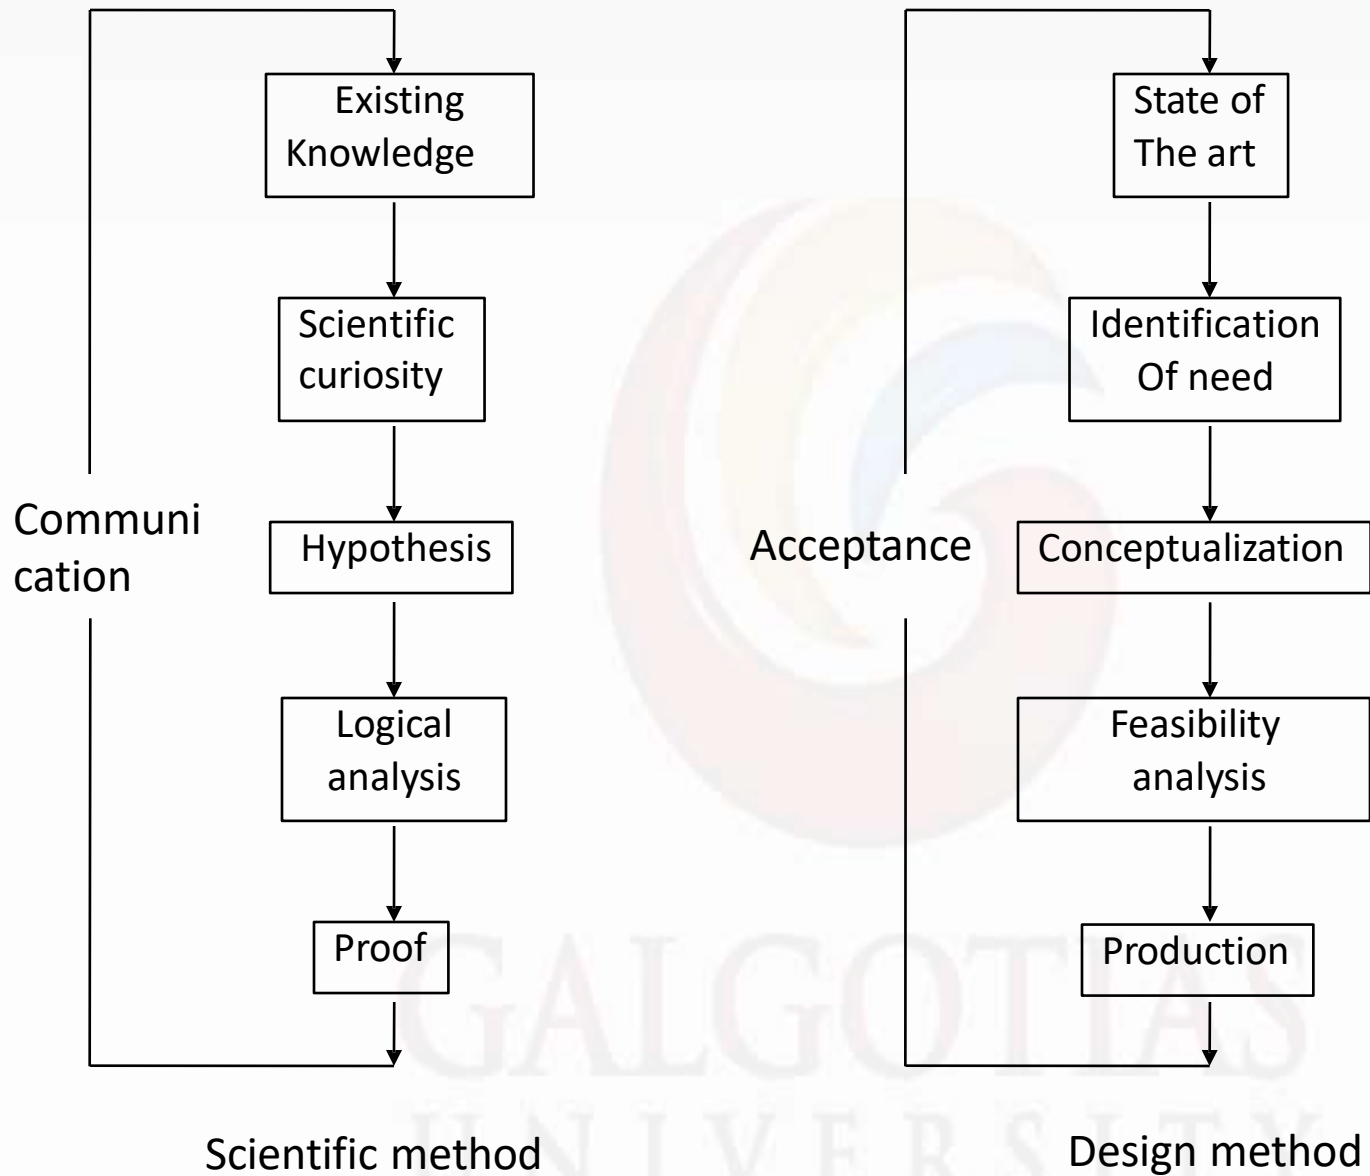 Existing
Knowledge
Scientific
curiosity
Communi
cation
Hypothesis
Logical
analysis
Proof
Scientific method
State of
The art
Identification
Of need
Acceptance
Conceptualization
Feasibility
analysis
Production
Design method
GALGOTIAS
UNIVERSITY